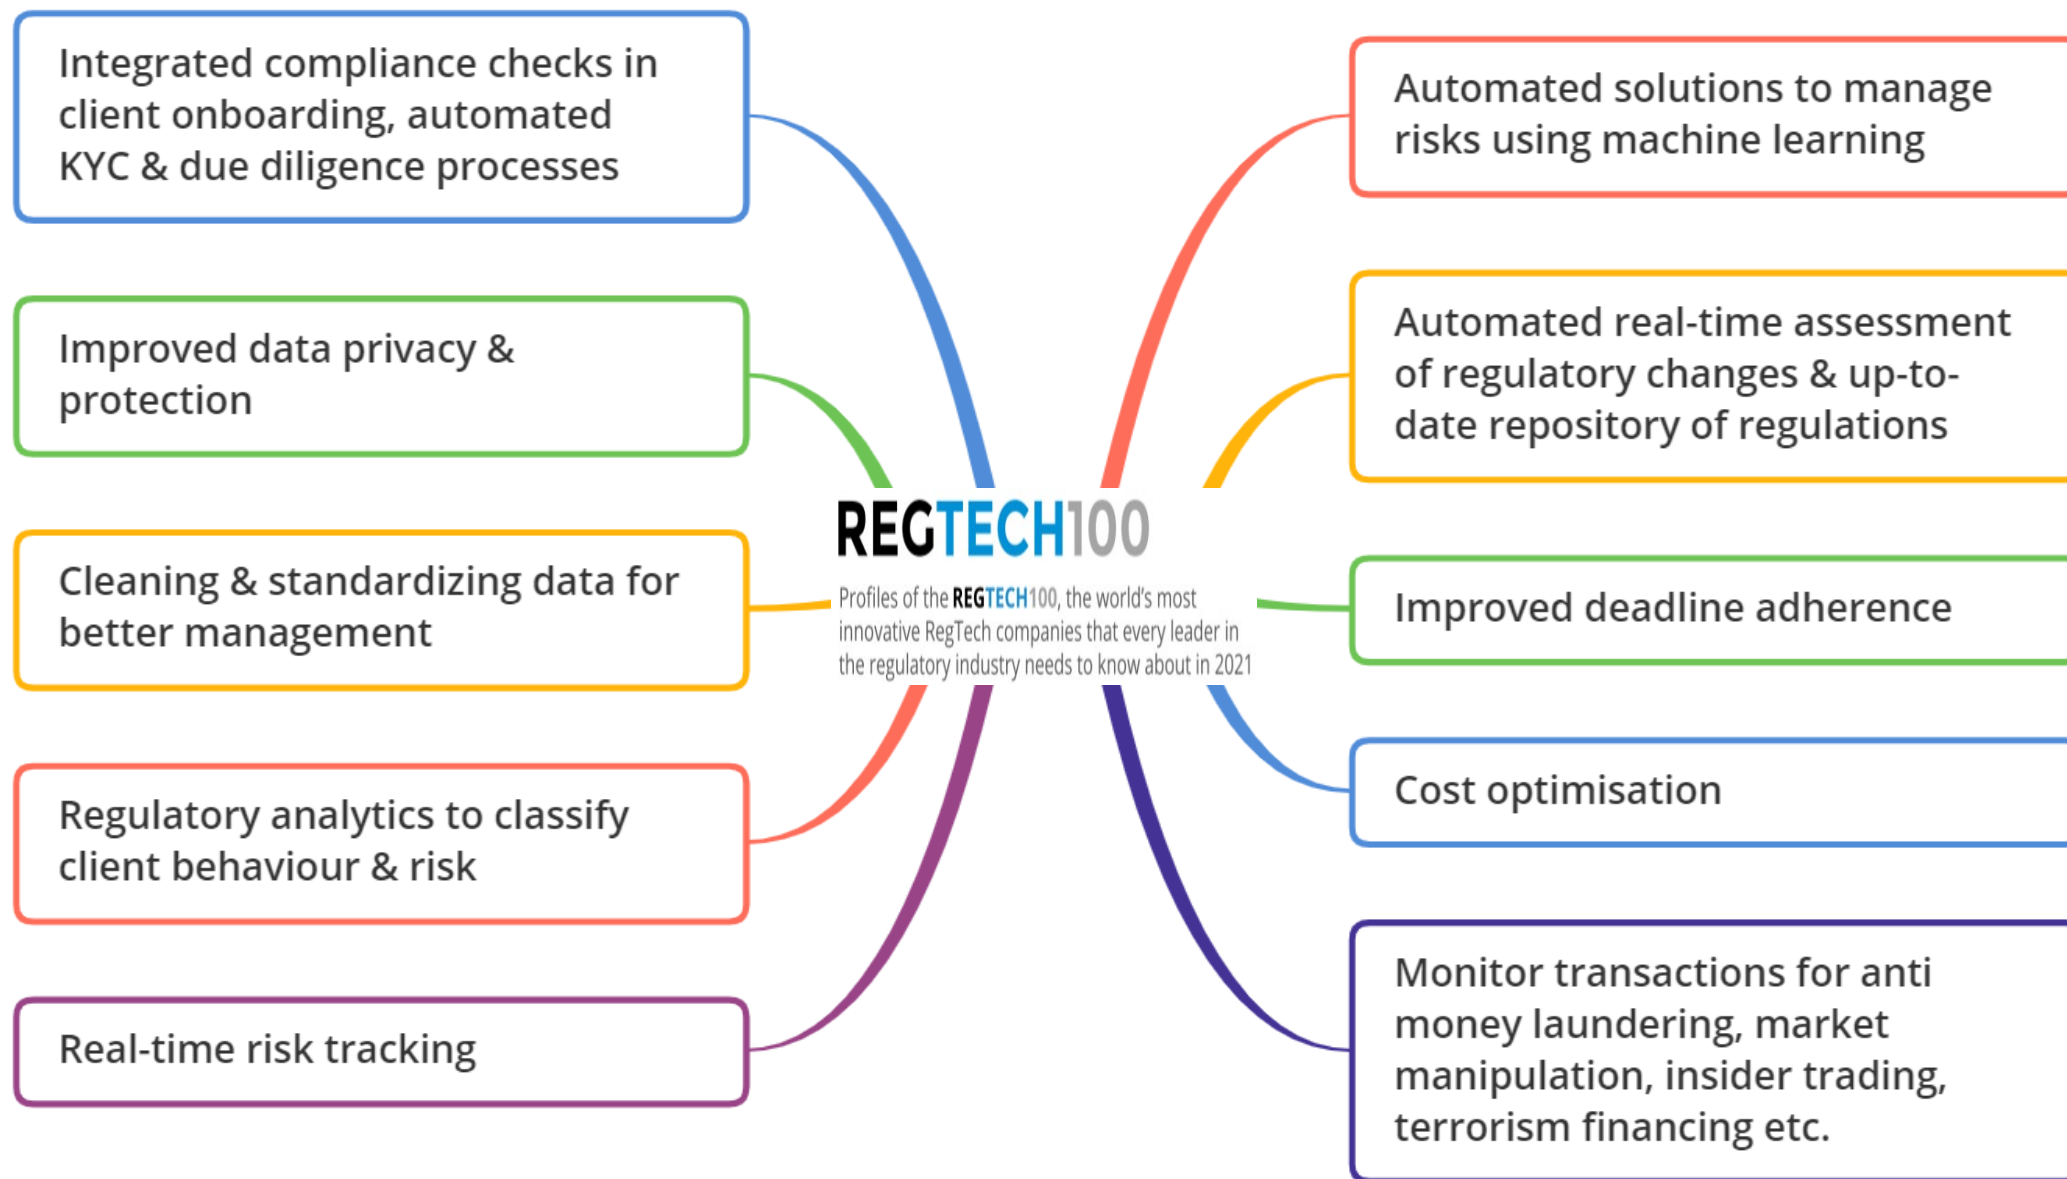 Integrated compliance checks in
client onboarding, automated
KYC & due diligence processes
Improved data privacy &
protection
Cleaning & standardizing data for
better management
Regulatory analytics to classify
client behaviour & risk
Real-time risk tracking
REGTECH100
Profiles of the REGTECH100, the world's most
innovative RegTech companies that every leader in
the regulatory industry needs to know about in 2021
Automated solutions to manage
risks using machine learning
Automated real-time assessment
of regulatory changes & up-to-
date repository of regulations
Improved deadline adherence
Cost optimisation
Monitor transactions for anti
money laundering, market
manipulation, insider trading,
terrorism financing etc.